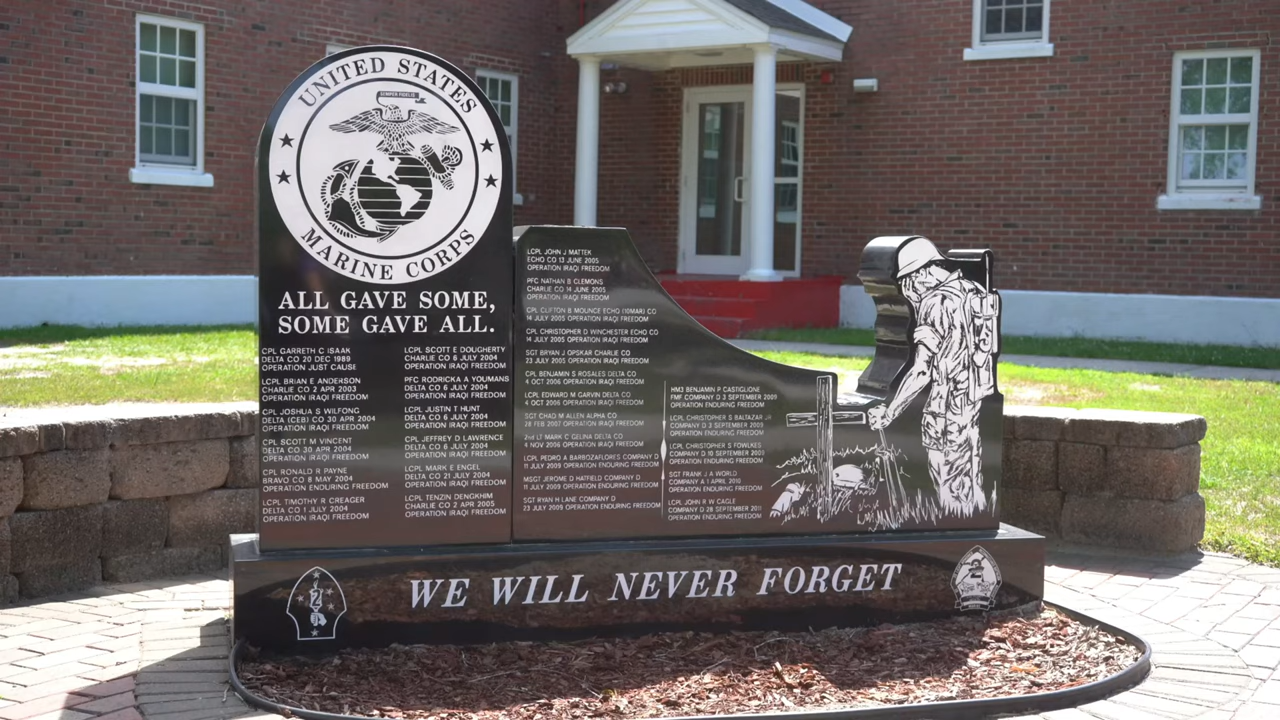 UNITED STATES
SEMPER FIDELIS
MARINE CORPS
ALL GAVE SOME,
SOME GAVE ALL.
CPL GARRETH C ISAAK
DELTA CO 20 DEC 1989
OPERATION JUST CAUSE
LCPL BRIAN E ANDERSON
CHARLIE CO 2 APR 2003
OPERATION IRAQI FREEDOM
CPL JOSHUA S WILFONG
DELTA (CEB) CO 30 APR 2004
OPERATION IRAQI FREEDOM
CPL SCOTT M VINCENT
DELTA CO 30 APR 2004
OPERATION IRAQI FREEDOM
CPL RONALD R PAYNE
BRAVO CO 8 MAY 2004
OPERATION ENDURING FREEDOM
LCPL TIMOTHY R CREAGER
DELTA CO 1 JULY 2004
OPERATION IRAQI FREEDOM
LCPL SCOTT E DOUGHERTY
CHARLIE CO 6 JULY 2004
OPERATION IRAQI FREEDOM
PFC RODRICKA A YOUMANS
DELTA CO 6 JULY 2004
OPERATION IRAQI FREEDOM
LCPL JUSTIN T HUNT
DELTA CO 6 JULY 2004
OPERATION IRAQI FREEDOM
CPL JEFFREY D LAWRENCE
DELTA CO 6 JULY 2004
OPERATION IRAQI FREEDOM
LCPL MARK E ENGEL
DELTA CO 21 JULY 2004
OPERATION IRAQI FREEDOM
LCPL TENZIN DENGKHIM
DELTA CO 2 APR 2005
OPERATION IRAQI FREEDOM
LCPL JOHN J MATTEK
ECHO CO 13 JUNE 2005
OPERATION IRAQI FREEDOM
PFC NATHAN B CLEMONS
CHARLIE CO 14 JUNE 2005
OPERATION IRAQI FREEDOM
CPL CLIFTON B MOUNCE ECHO (10MAR) CO
14 JULY 2005 OPERATION IRAQI FREEDOM
CPL CHRISTOPHER D WINCHESTER ECHO CO
14 JULY 2005 OPERATION IRAQI FREEDOM
SGT BRYAN J OPSKAR CHARLIE CO
23 JULY 2005 OPERATION IRAQI FREEDOM
CPL BENJAMIN S ROSALES DELTA CO
4 OCT 2006 OPERATION IRAQI FREEDOM
LCPL EDWARD M GARVIN DELTA CO
4 OCT 2006 OPERATION IRAQI FREEDOM
SGT CHAD M ALLEN ALPHA CO
28 FEB 2007 OPERATION IRAQI FREEDOM
2nd LT MARK C GELINA DELTA CO
4 NOV 2006 OPERATION IRAQI FREEDOM
LCPL PEDRO A BARBOZAFLORES COMPANY D
11 JULY 2009 OPERATION ENDURING FREEDOM
MSGT JEROME D HATFIELD COMPANY D
11 JULY 2009 OPERATION ENDURING FREEDOM
SGT RYAN H LANE COMPANY D
23 JULY 2009 OPERATION ENDURING FREEDOM
HM3 BENJAMIN P CASTIGLIONE
FMF COMPANY D 3 SEPTEMBER 2009
OPERATION ENDURING FREEDOM
LCPL CHRISTOPHER S BALTAZAR JR
COMPANY D 3 SEPTEMBER 2009
OPERATION ENDURING FREEDOM
LCPL CHRISTOPHER S FOWLKES
COMPANY D 10 SEPTEMBER 2009
OPERATION ENDURING FREEDOM
SGT FRANK J A WORLD
COMPANY A 1 APRIL 2010
OPERATION ENDURING FREEDOM
LCPL JOHN R W CAGLE
COMPANY D 28 SEPTEMBER 2011
OPERATION ENDURING FREEDOM
2
WE WILL NEVER FORGET
2